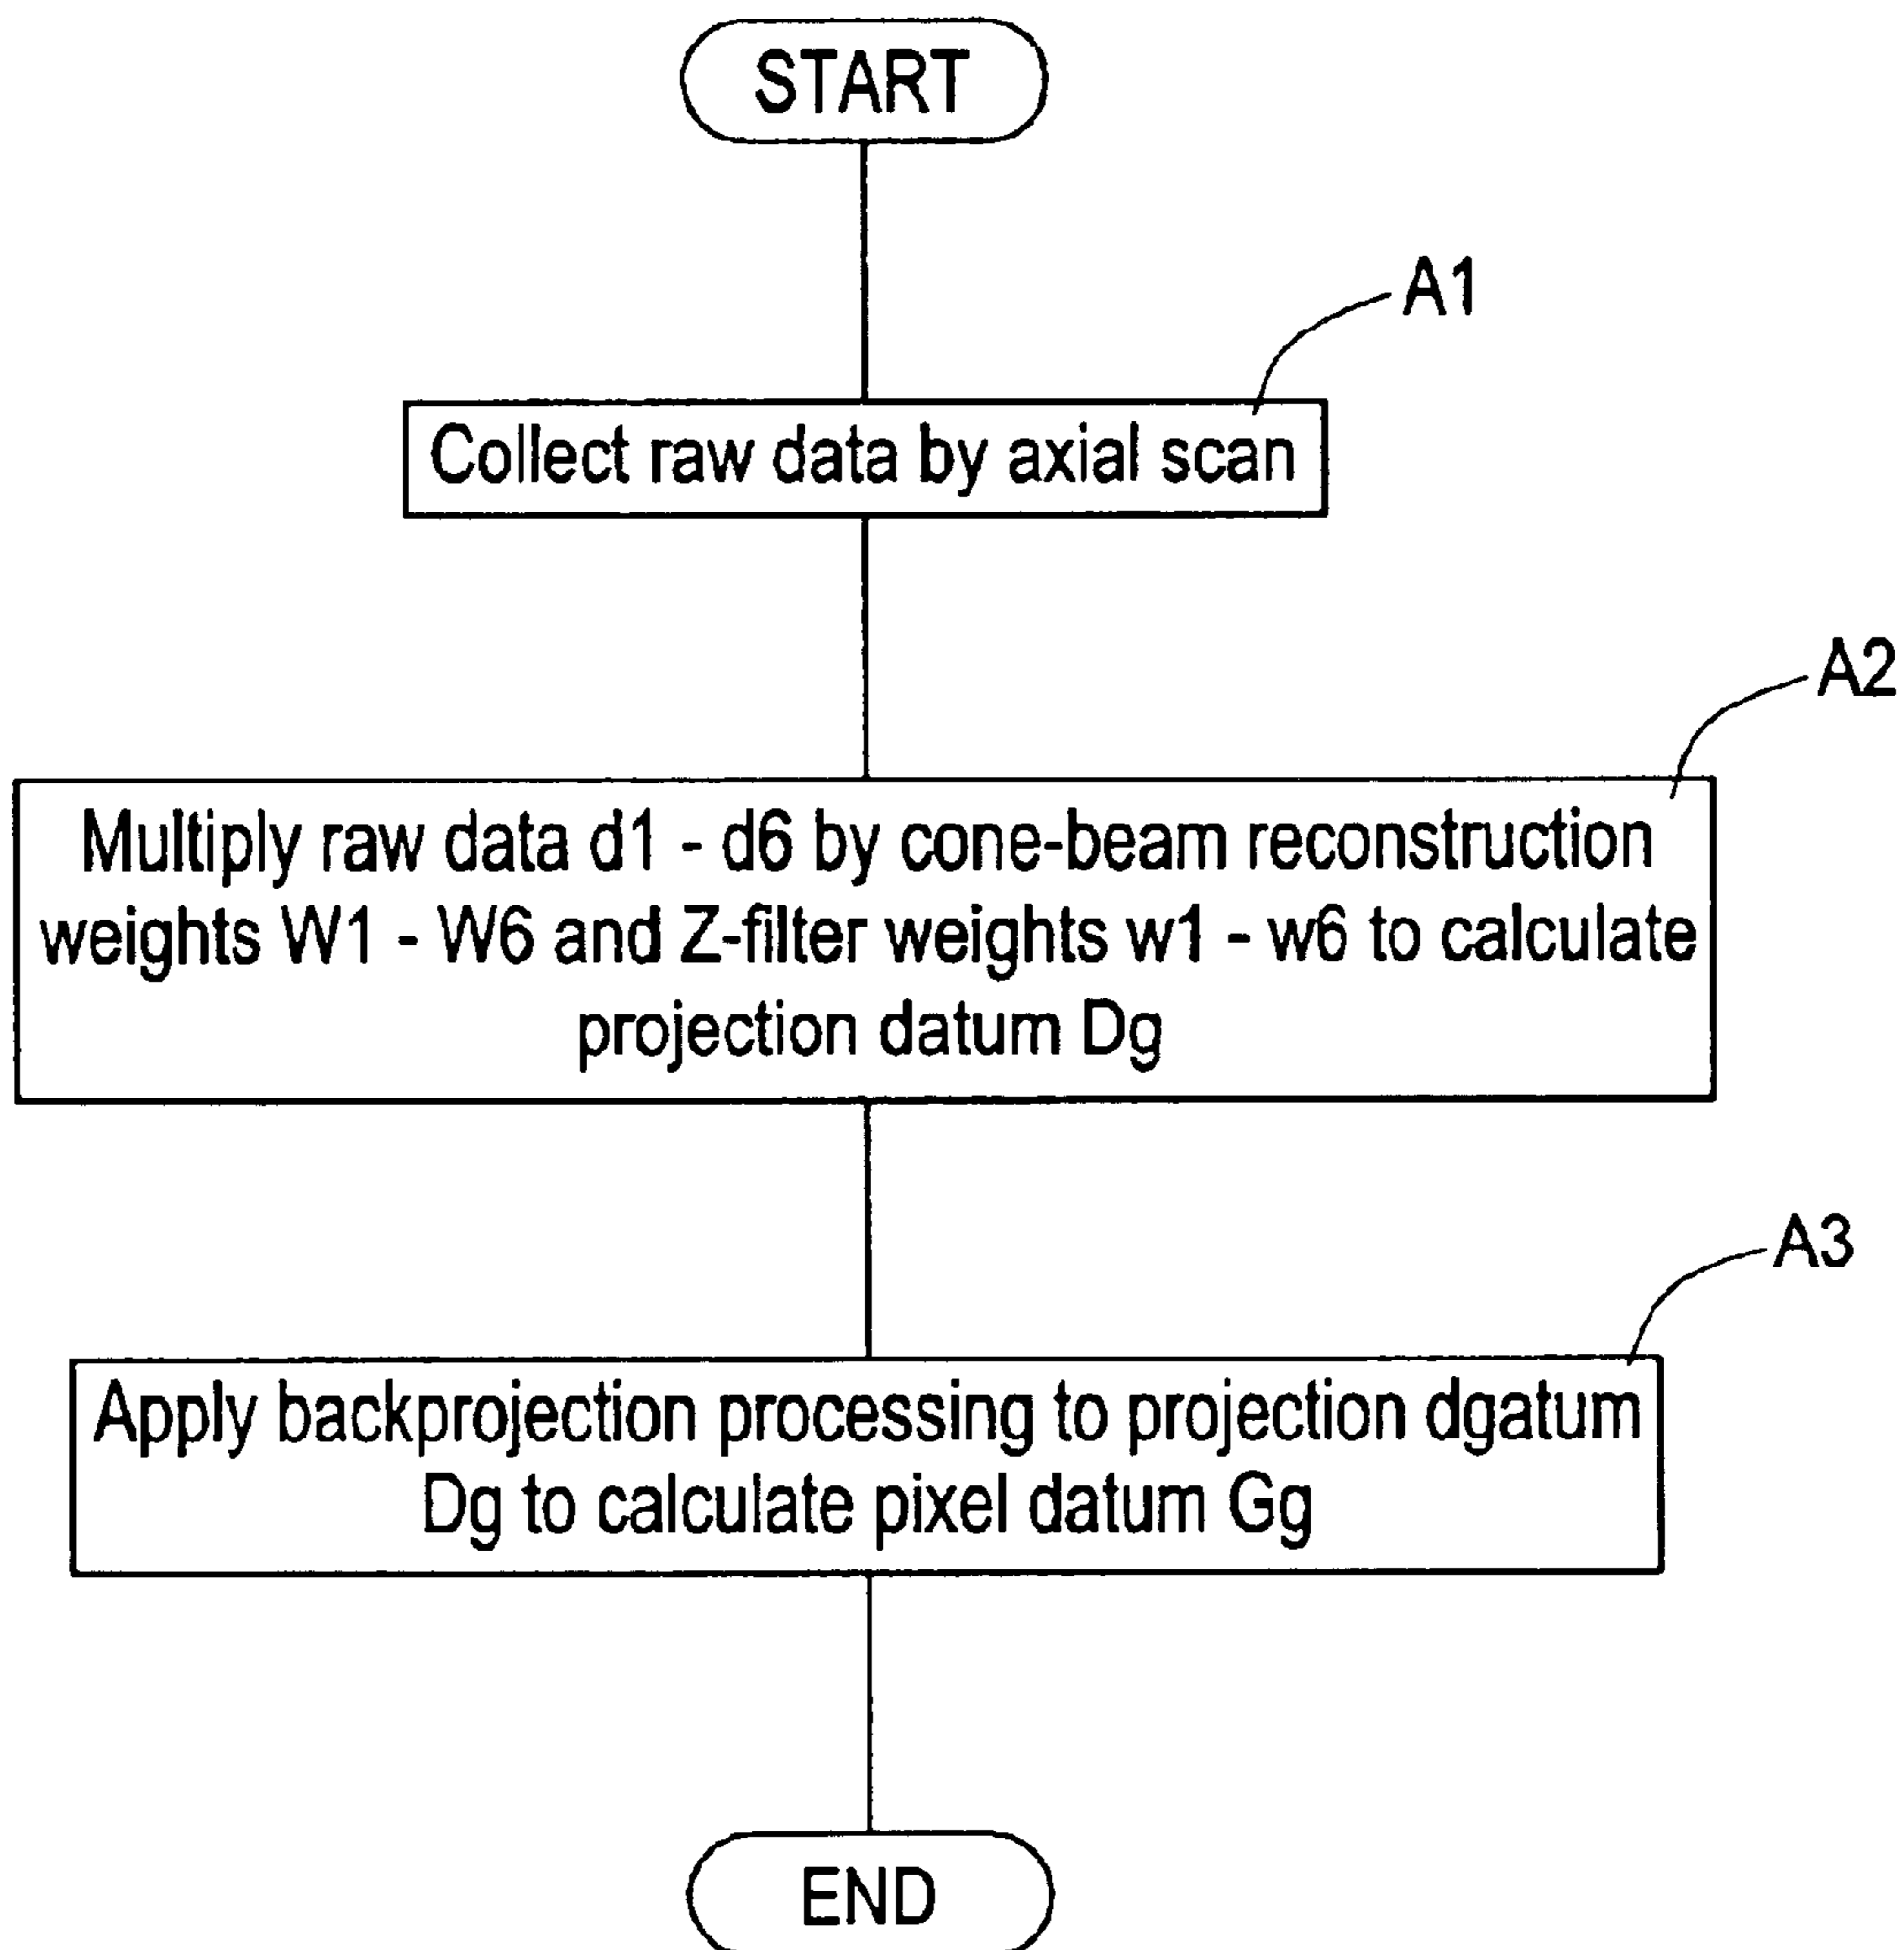 START
A1
Collect raw data by axial scan
A2
Multiply raw data d1 - d6 by cone-beam reconstruction
weights W1 - W6 and Z-filter weights w1 - w6 to calculate
projection datum Dg
A3
Apply backprojection processing to projection dgatum
Dg to calculate pixel datum Gg
END